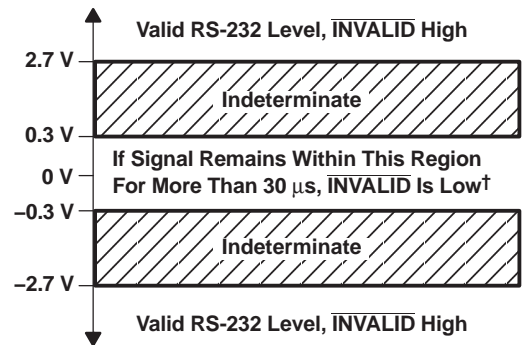 Valid RS-232 Level, INVALID High
2.7 V
Indeterminate
0.3 V
If Signal Remains Within This Region
0 V
For More Than 30 μs, INVALID Is Low†
–0.3 V
Indeterminate
–2.7 V
Valid RS-232 Level, INVALID High